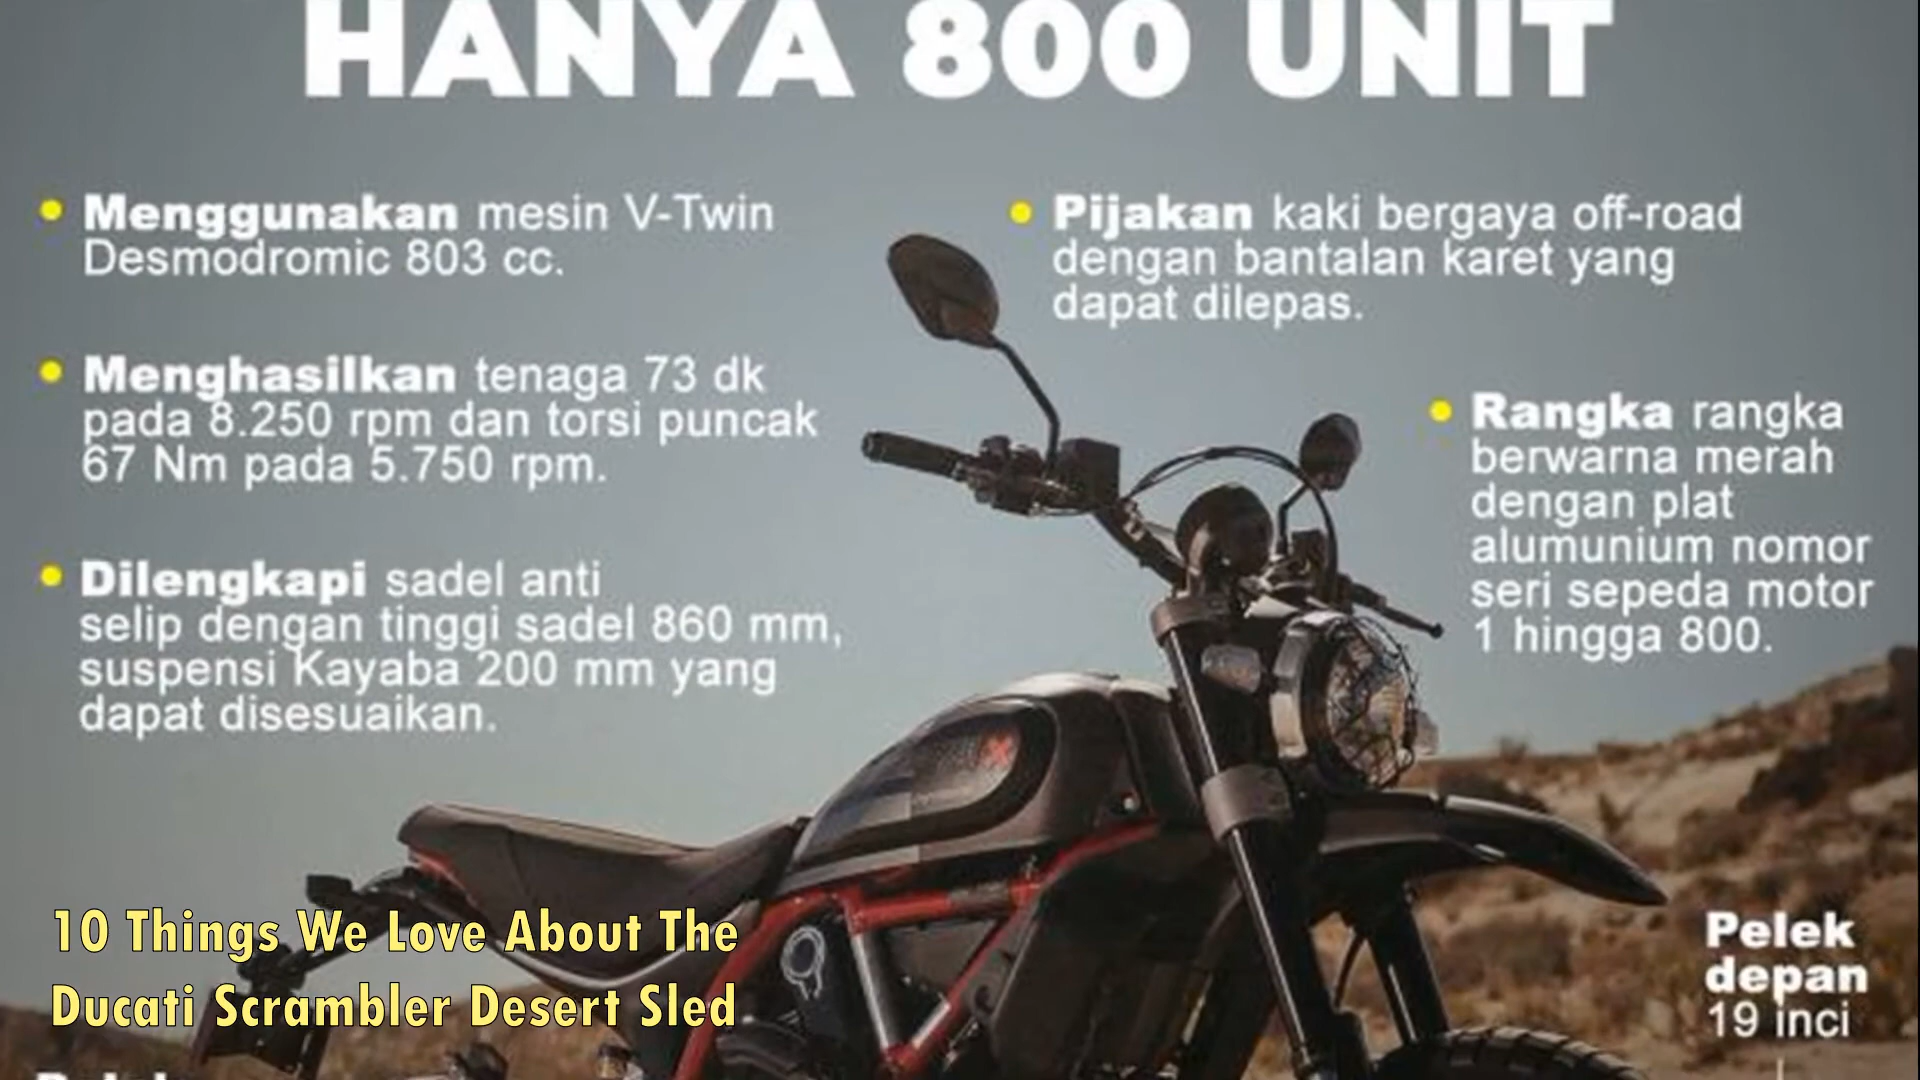 HANYA 800 UNIT
Menggunakan mesin V-Twin
Desmodromic 803 cc.
Menghasilkan tenaga 73 dk
pada 8.250 rpm dan torsi puncak
67 Nm pada 5.750 rpm.
Dilengkapi sadel anti
selip dengan tinggi sadel 860 mm,
suspensi Kayaba 200 mm yang
dapat disesuaikan.
Pijakan kaki bergaya off-road
dengan bantalan karet yang
dapat dilepas.
Rangka rangka
berwarna merah
dengan plat
alumunium nomor
seri sepeda motor
1 hingga 800.
10 Things We Love About The
Ducati Scrambler Desert Sled
Pelek
depan
19 inci